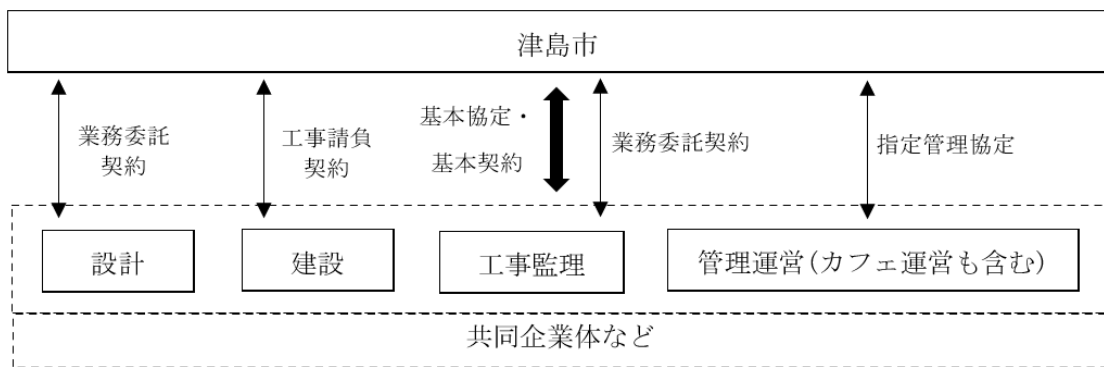 津島市
業務委託
契約
工事請負
契約
基本協定・
基本契約
業務委託契約
指定管理協定
設計
建設
工事監理
管理運営(カフェ運営も含む)
共同企業体など